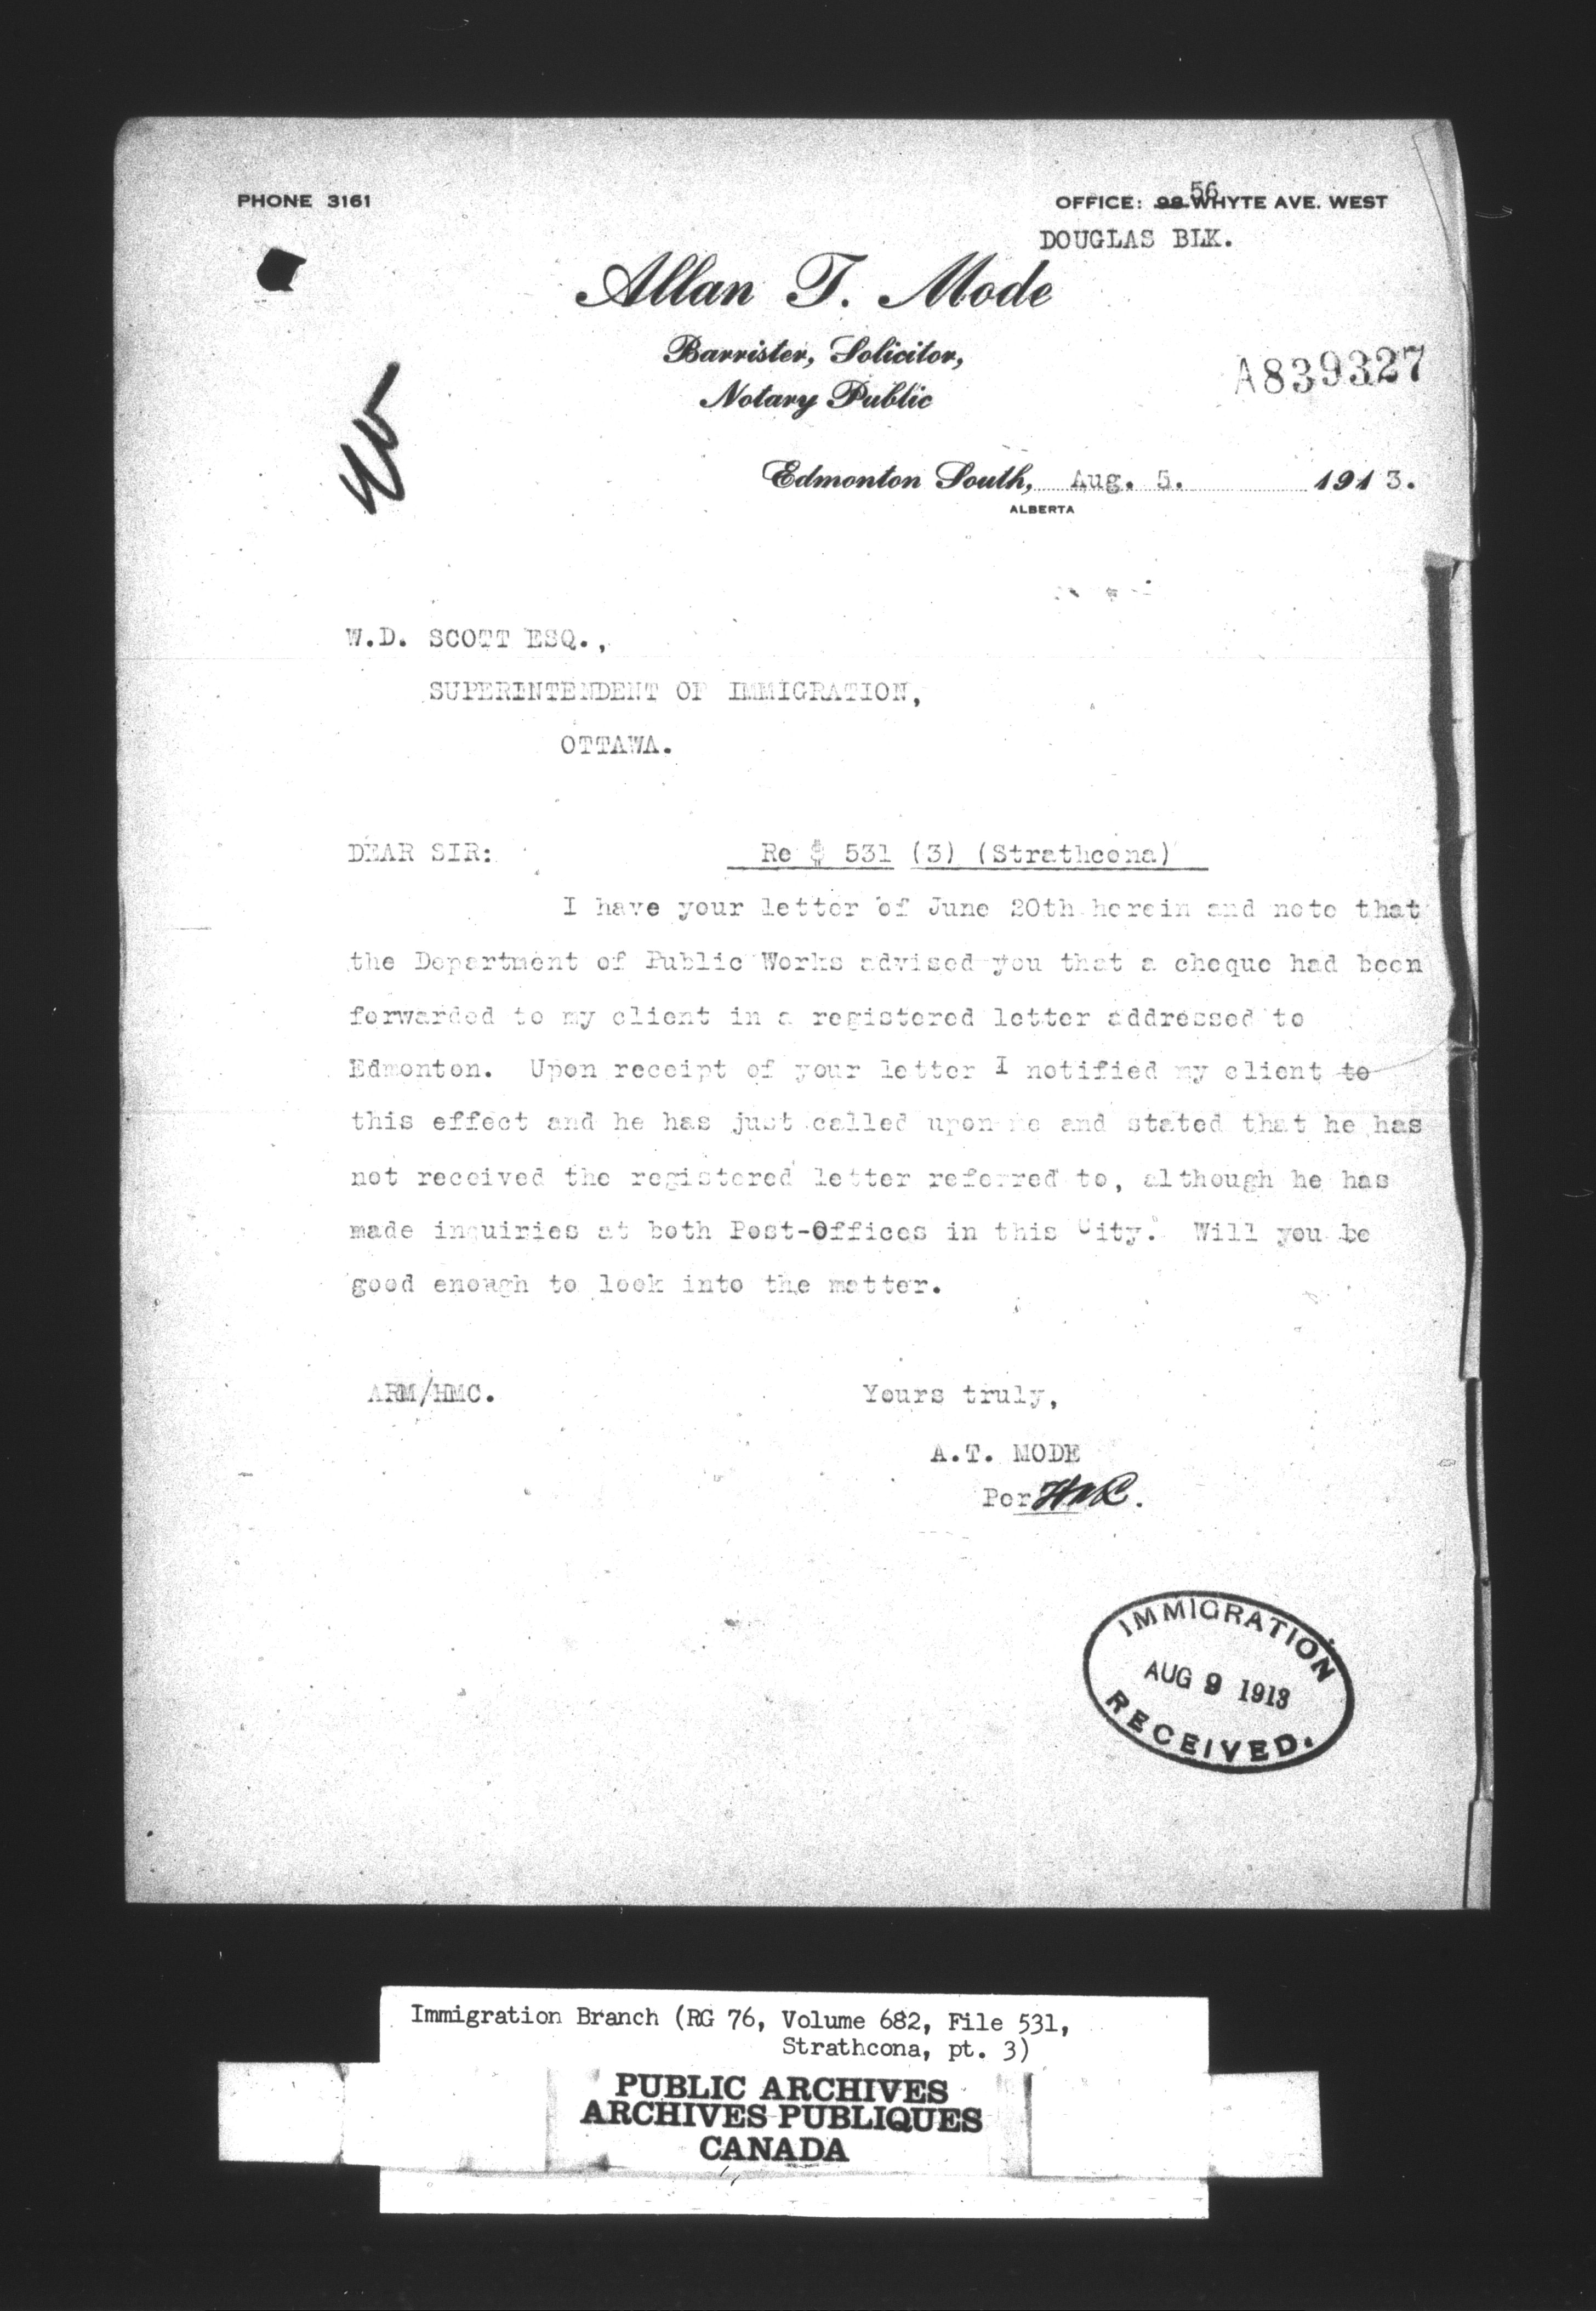 PHONE 3161
OFFICE: 98 56 WHYTE AVE. WEST
DOUGLAS BLK.
Allan T. Mode
Barrister, Solicitor,
Notary Public
A839327
Edmonton South, Aug. 5. 1913.
ALBERTA
W.D. SCOTT ESQ.,
SUPERINTENDENT OF IMMIGRATION,
OTTAWA.
DEAR SIR: Re # 531 (3) (Strathcona)
I have your letter of June 20th herein and note that
the Department of Public Works advised you that a cheque had been
forwarded to my client in a registered letter addressed to
Edmonton. Upon receipt of your letter I notified my client to
this effect and he has just called upon me and stated that he has
not received the registered letter referred to, although he has
made inquiries at both Post-Offices in this City. Will you be
good enough to look into the matter.
ARM/HMC. Yours truly,
A.T. MODE
Per HMC.
IMMIGRATION
AUG 9 1913
RECEIVED.
Immigration Branch (RG 76, Volume 682, File 531,
Strathcona, pt. 3)
PUBLIC ARCHIVES
ARCHIVES PUBLIQUES
CANADA